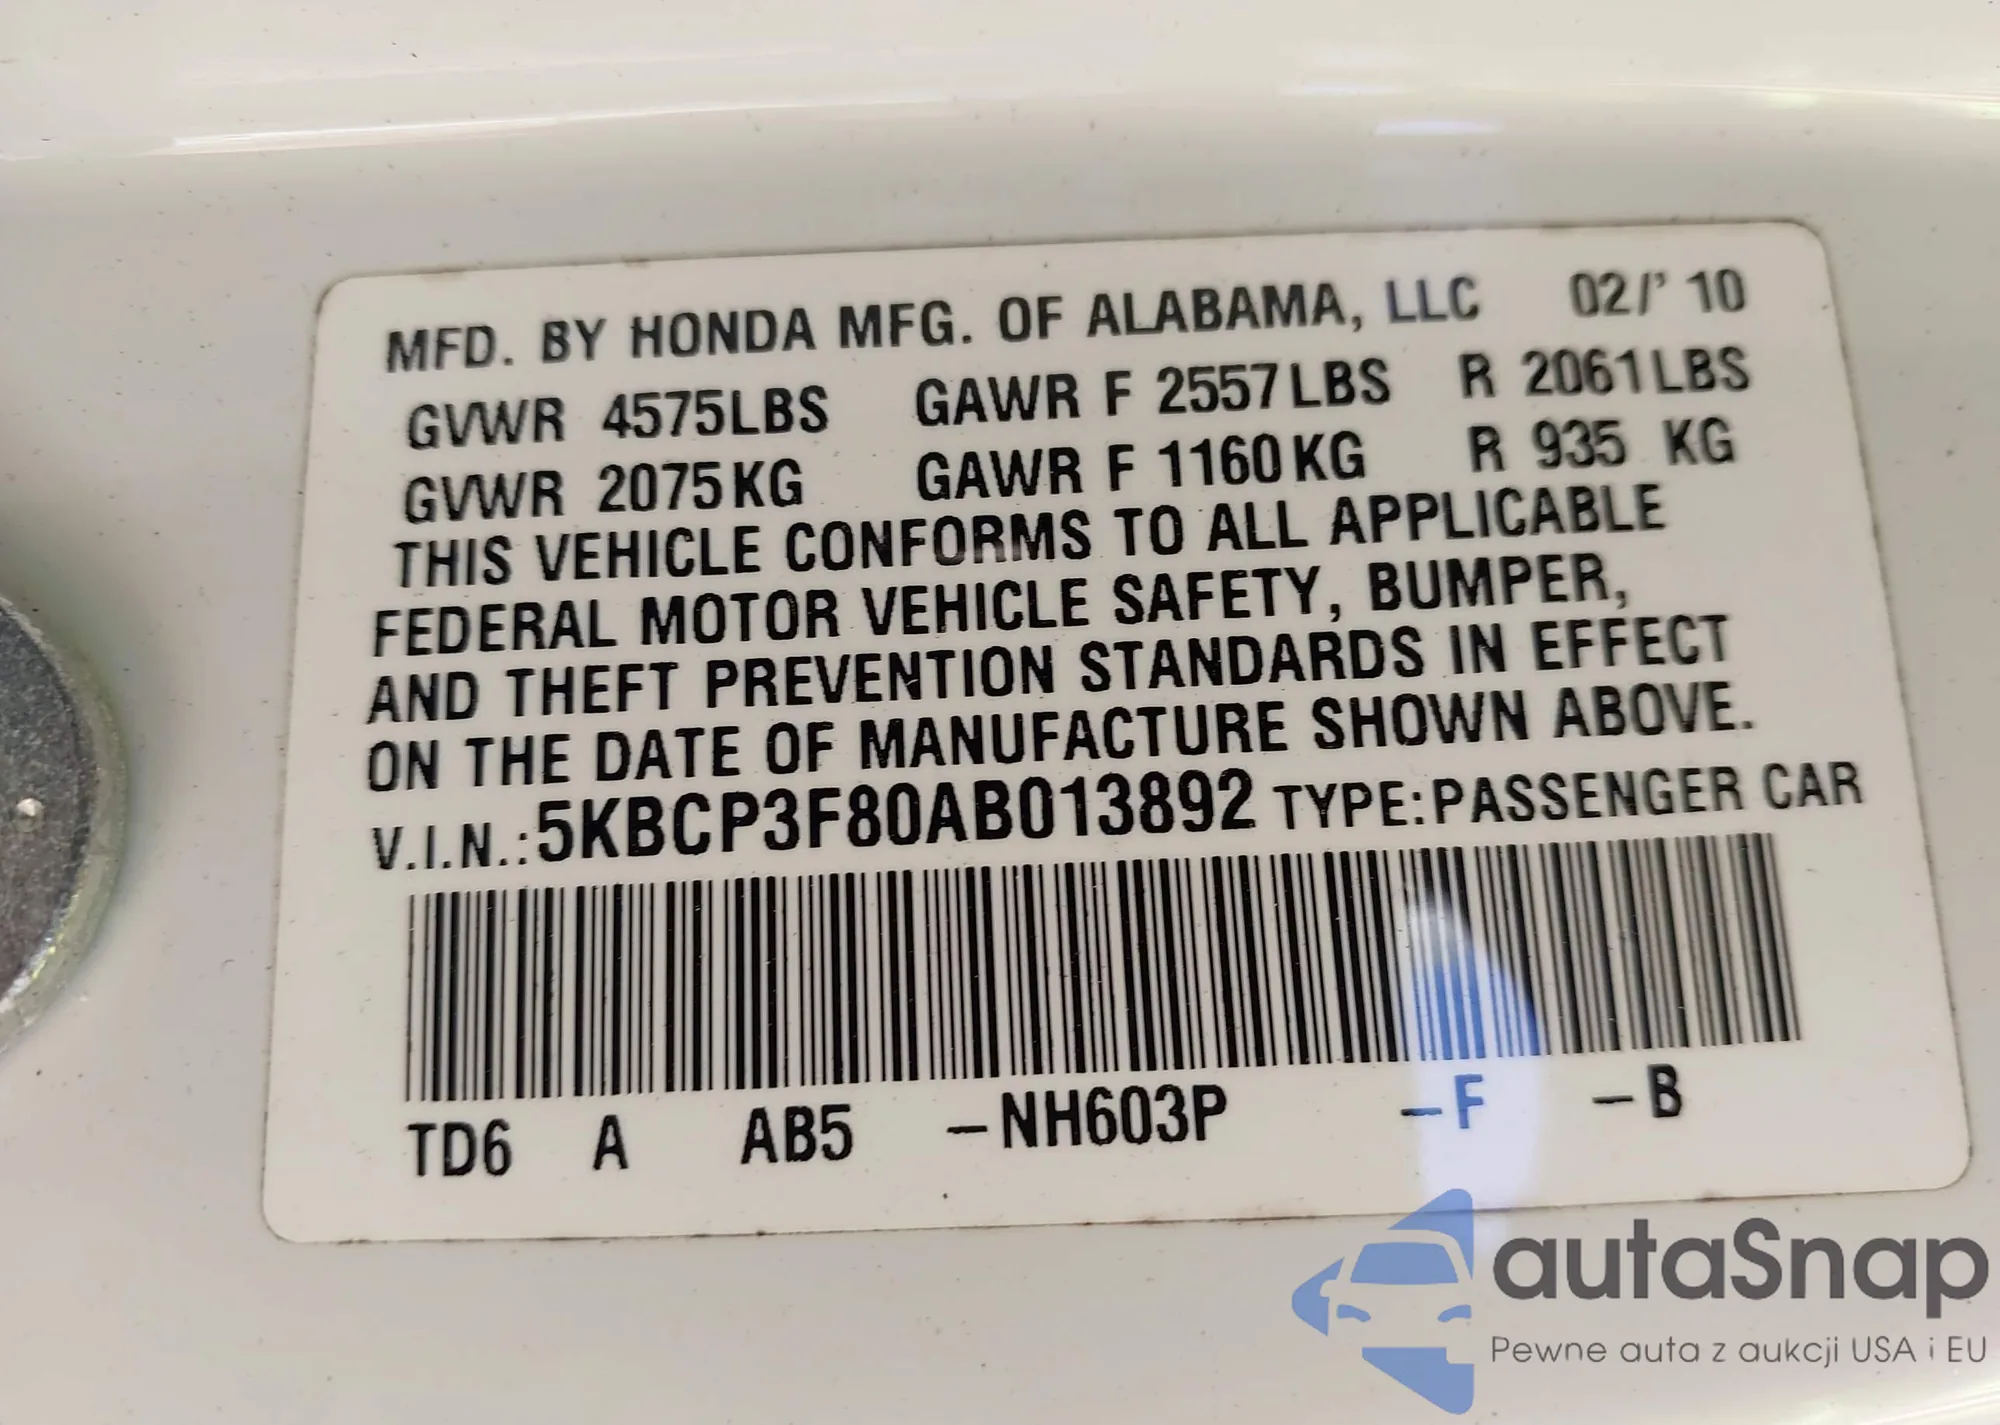 MFD. BY HONDA MFG. OF ALABAMA, LLC 02/' 10
GVWR 4575LBS GAWR F 2557LBS R 2061LBS
GVWR 2075KG GAWR F 1160KG R 935 KG
THIS VEHICLE CONFORMS TO ALL APPLICABLE
FEDERAL MOTOR VEHICLE SAFETY, BUMPER,
AND THEFT PREVENTION STANDARDS IN EFFECT
ON THE DATE OF MANUFACTURE SHOWN ABOVE.
V.I.N.:5KBCP3F80AB013892 TYPE:PASSENGER CAR
TD6 A AB5 –NH603P –F –B
autaSnap
Pewne auta z aukcji USA i EU